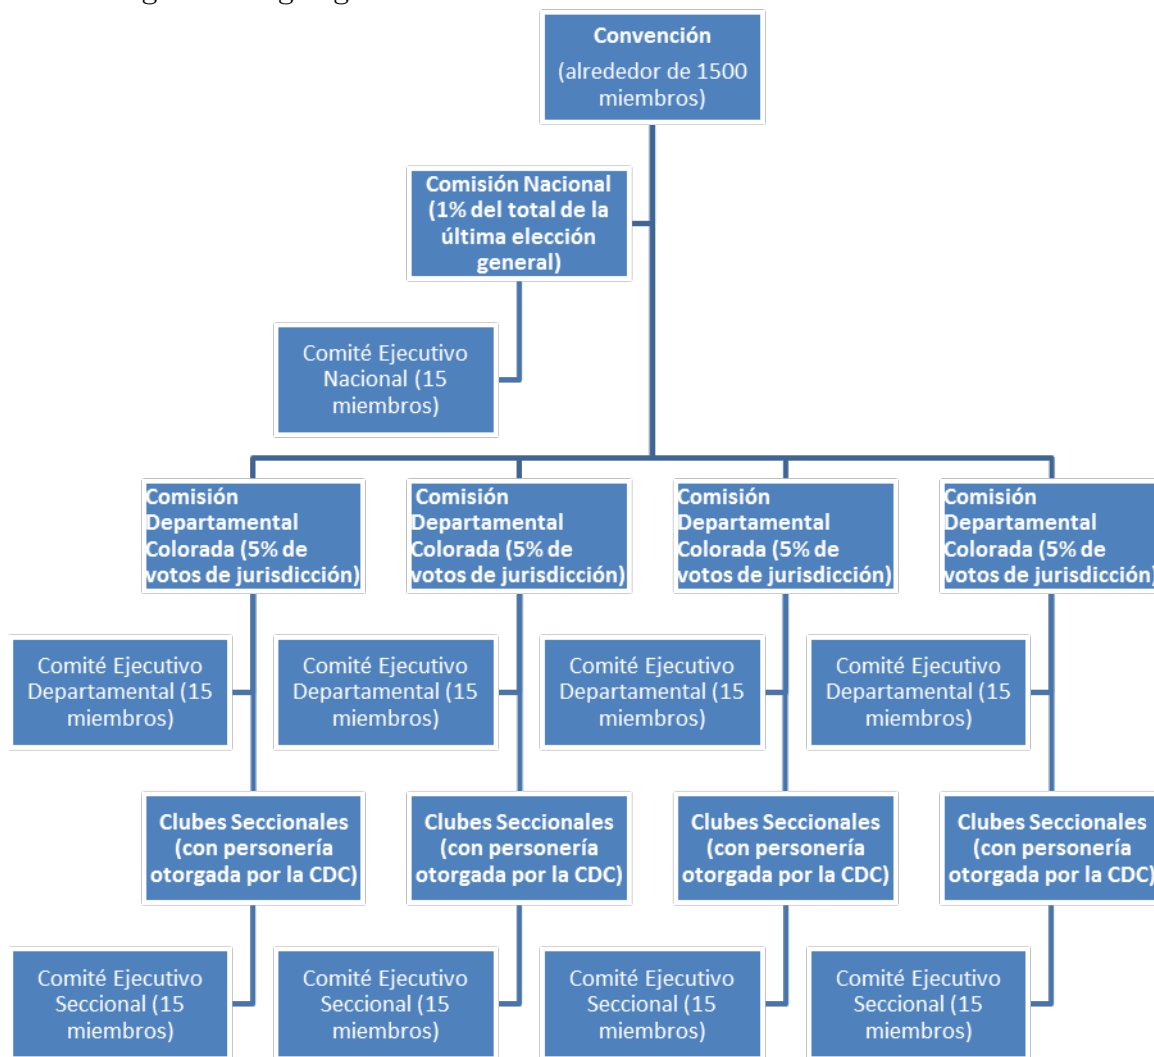 Convención
(alrededor de 1500
miembros)
Comisión Nacional
(1% del total de la
última elección
general)
Comité Ejecutivo
Nacional (15
miembros)
Comisión
Departamental
Colorada (5% de
votos de jurisdicción)
Comisión
Departamental
Colorada (5% de
votos de jurisdicción)
Comisión
Departamental
Colorada (5% de
votos de jurisdicción)
Comisión
Departamental
Colorada (5% de
votos de jurisdicción)
Comité Ejecutivo
Departamental (15
miembros)
Comité Ejecutivo
Departamental (15
miembros)
Comité Ejecutivo
Departamental (15
miembros)
Comité Ejecutivo
Departamental (15
miembros)
Clubes Seccionales
(con personería
otorgada por la CDC)
Clubes Seccionales
(con personería
otorgada por la CDC)
Clubes Seccionales
(con personería
otorgada por la CDC)
Clubes Seccionales
(con personería
otorgada por la CDC)
Comité Ejecutivo
Seccional (15
miembros)
Comité Ejecutivo
Seccional (15
miembros)
Comité Ejecutivo
Seccional (15
miembros)
Comité Ejecutivo
Seccional (15
miembros)